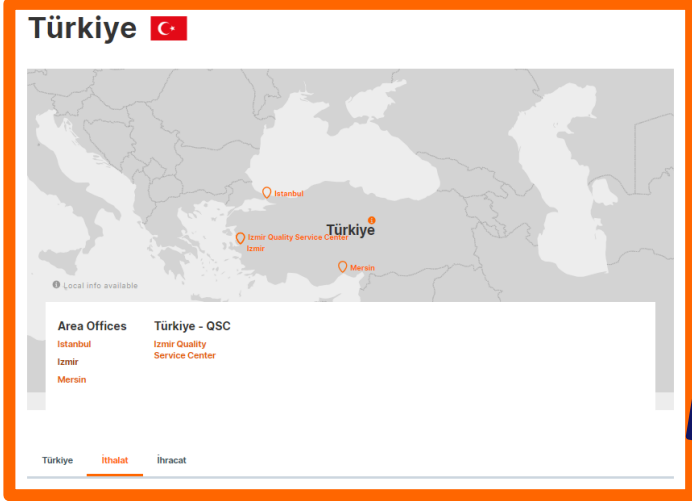 Türkiye
Istanbul
Türkiye
Izmir Quality Service Center
Izmir
Mersin
Local info available
Area Offices
Istanbul
Izmir
Mersin
Türkiye - QSC
Izmir Quality
Service Center
Türkiye İthalat İhracat